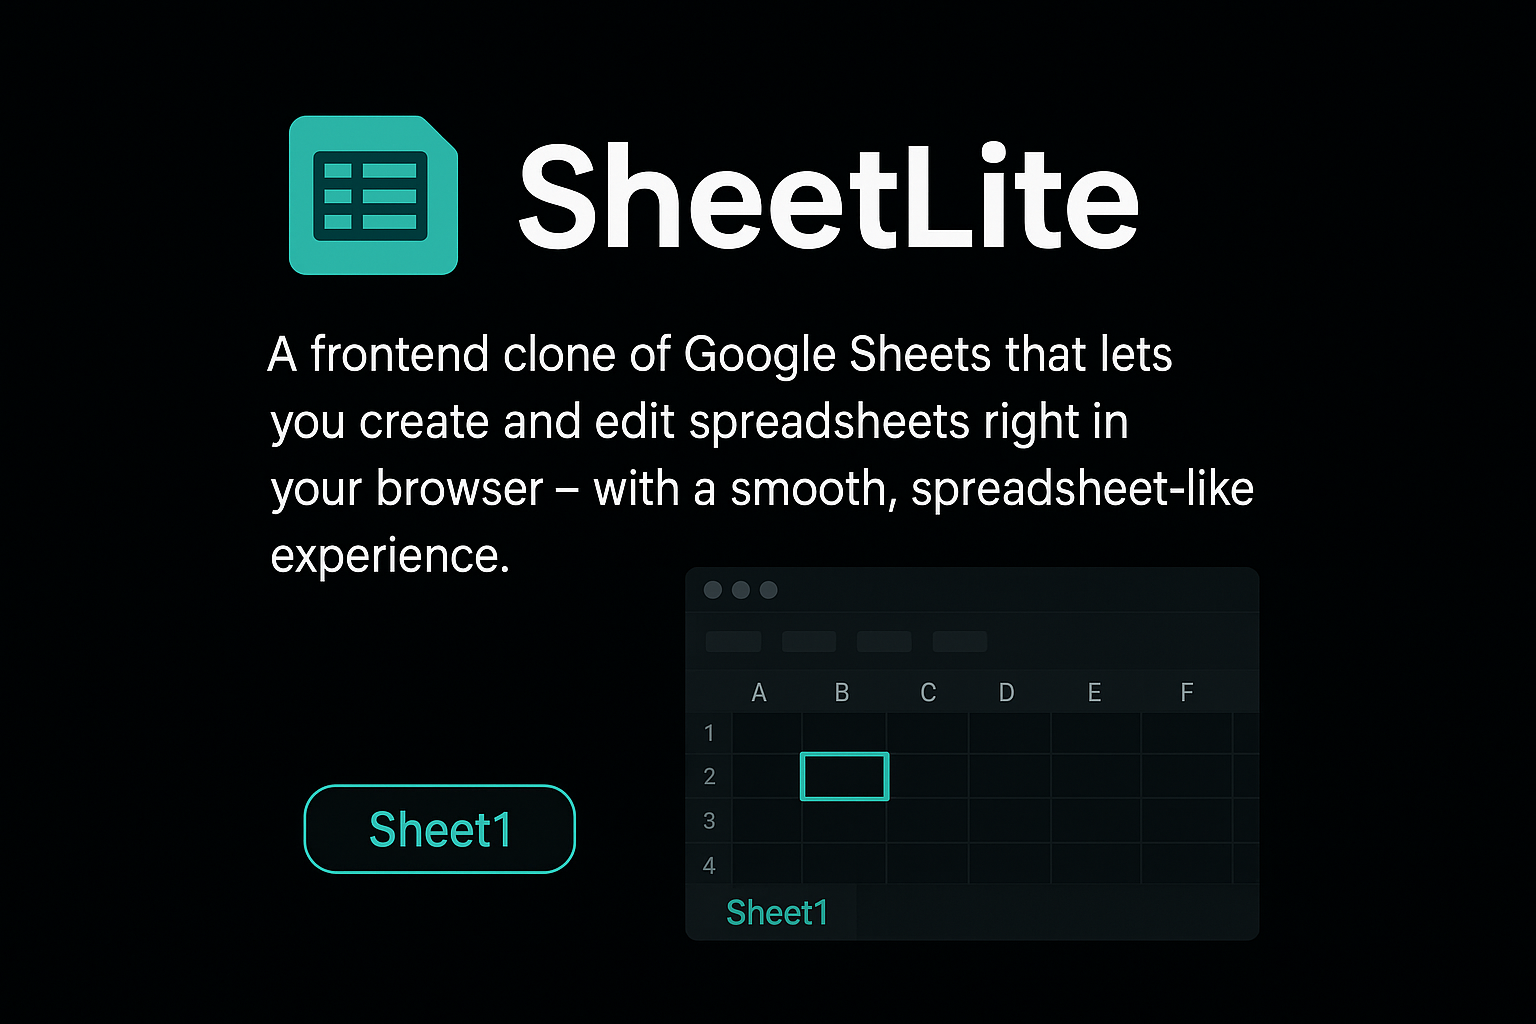 SheetLite
A frontend clone of Google Sheets that lets
you create and edit spreadsheets right in
your browser – with a smooth, spreadsheet-like
experience.
A B C D E F
1
2
3
4
Sheet1
Sheet1